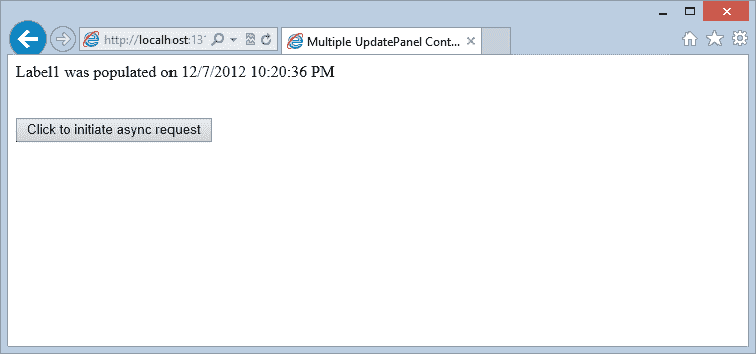 http://localhost:13
Multiple UpdatePanel Cont...
Label1 was populated on 12/7/2012 10:20:36 PM
Click to initiate async request